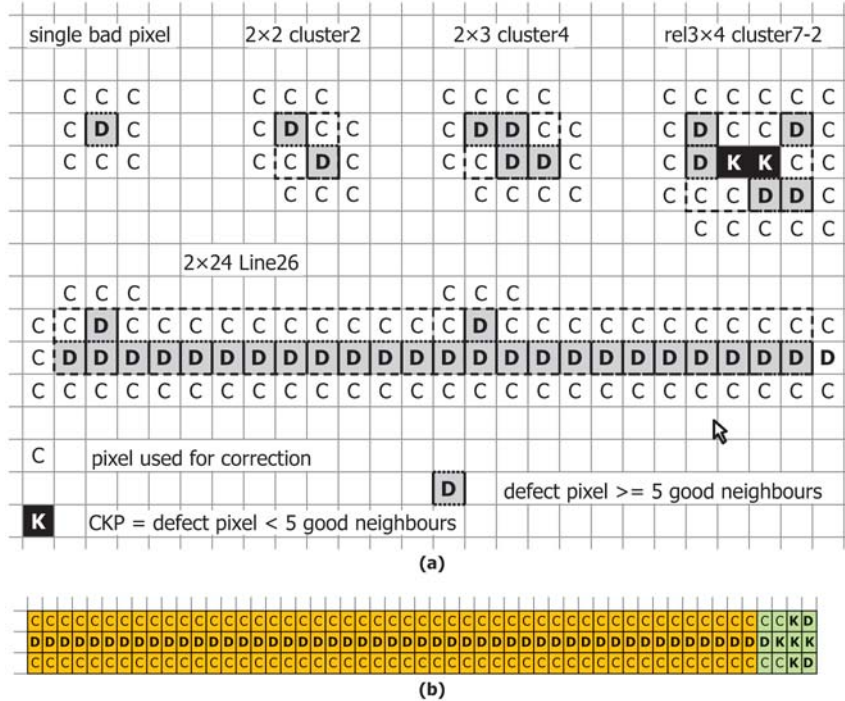 single bad pixel 2×2 cluster2 2×3 cluster4 rel3×4 cluster7-2
C C C C C C C C C C C C C C C C
C D C C D C C C D D C C C D C C D C
C C C C C D C C C D D C C D K K C C
C C C C C C C C C C D D C
C C C C C
2×24 Line26
C C C C C C
C C D C C C C C C C C C C C D C C C C C C C C C C C
C D D D D D D D D D D D D D D D D D D D D D D D D D
C C C C C C C C C C C C C C C C C C C C C C C C C C
C pixel used for correction
D defect pixel >= 5 good neighbours
K CKP = defect pixel < 5 good neighbours
(a)
C C C C C C C C C C C C C C C C C C C C C C C C C C C C C C C C C C C C C C C C C C C C C C C C C C C C K D
D D D D D D D D D D D D D D D D D D D D D D D D D D D D D D D D D D D D D D D D D D D D D D D D D D D K K K
C C C C C C C C C C C C C C C C C C C C C C C C C C C C C C C C C C C C C C C C C C C C C C C C C C C C K D
(b)